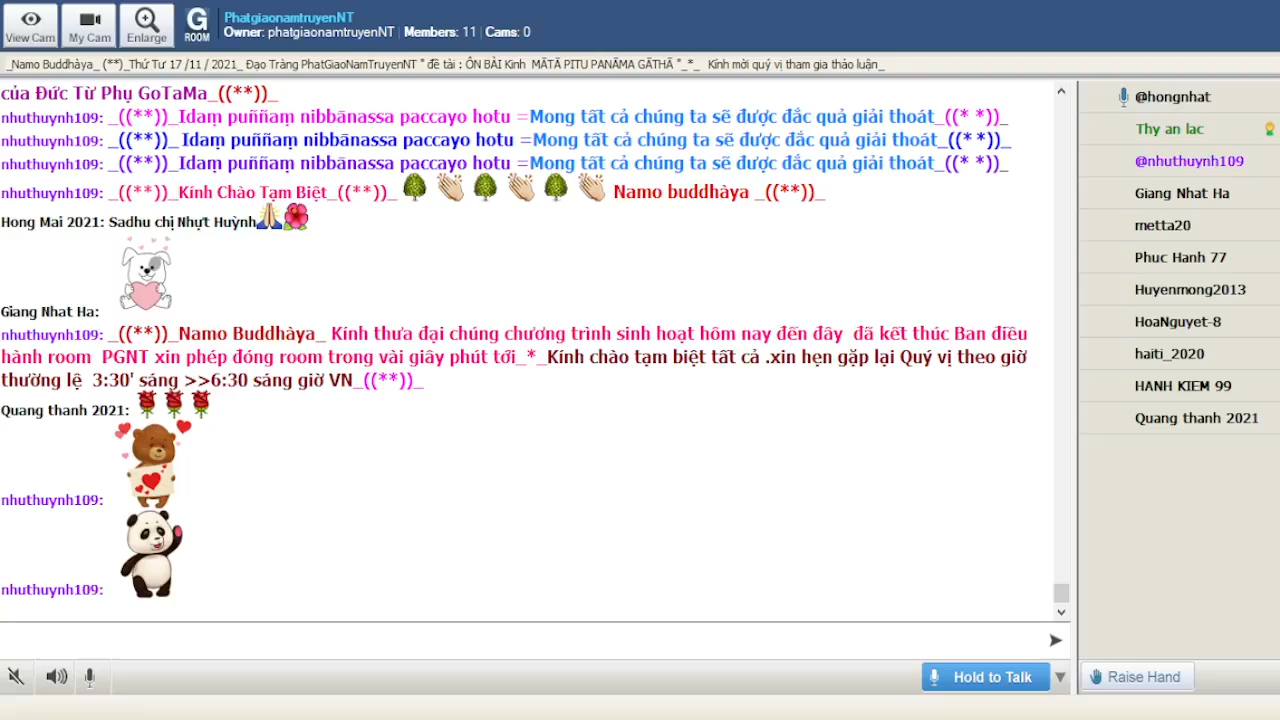 View Cam
My Cam
Enlarge
G
ROOM
PhatgiaonamtruyenNT
Owner: phatgiaonamtruyenNT | Members: 11 | Cams: 0
_Namo Buddhàya_ (**)_Thứ Tư 17 /11 / 2021_ Đạo Tràng PhatGiaoNamTruyenNT " đề tài : ÔN BÀI Kinh MĀTĀ PITU PANĀMA GĀTHĀ "_*_ Kính mời quý vị tham gia thảo luận_
của Đức Từ Phụ GoTaMa_((**))_
nhuthuynh109: _((**))_Idaṃ puññaṃ nibbānassa paccayo hotu =Mong tất cả chúng ta sẽ được đắc quả giải thoát_((* *))_
nhuthuynh109: _((**))_ Idaṃ puññaṃ nibbānassa paccayo hotu =Mong tất cả chúng ta sẽ được đắc quả giải thoát_((* *))_
nhuthuynh109: _((**))_Idaṃ puññaṃ nibbānassa paccayo hotu =Mong tất cả chúng ta sẽ được đắc quả giải thoát_((* *))_
nhuthuynh109: _((**))_Kính Chào Tạm Biệt_((**))_ Namo buddhàya _((**))_
Hong Mai 2021: Sadhu chị Nhựt Huỳnh
Giang Nhat Ha:
nhuthuynh109: _((**))_Namo Buddhàya_ Kính thưa đại chúng chương trình sinh hoạt hôm nay đến đây đã kết thúc Ban điều
hành room PGNT xin phép đóng room trong vài giây phút tới_*_Kính chào tạm biệt tất cả .xin hẹn gặp lại Quý vị theo giờ
thường lệ 3:30' sáng >>6:30 sáng giờ VN_((**))_
Quang thanh 2021:
nhuthuynh109:
nhuthuynh109:
Hold to Talk
@hongnhat
Thy an lac
@nhuthuynh109
Giang Nhat Ha
metta20
Phuc Hanh 77
Huyenmong2013
HoaNguyet-8
haiti_2020
HANH KIEM 99
Quang thanh 2021
Raise Hand